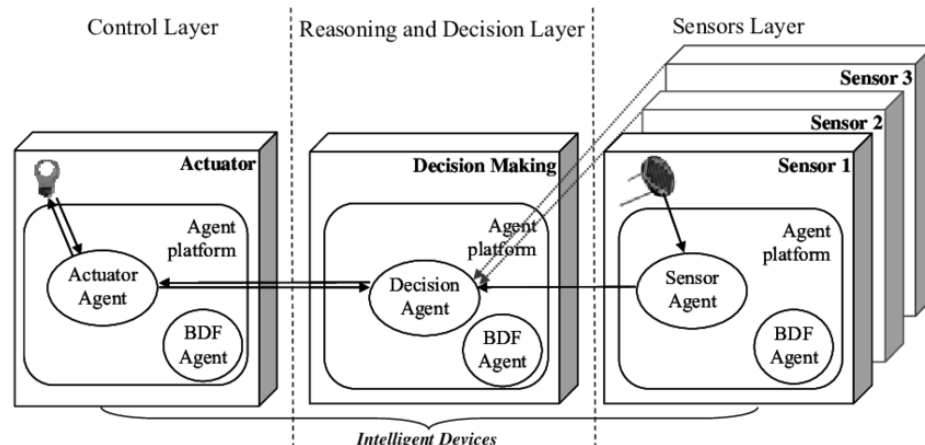 Control Layer
Reasoning and Decision Layer
Sensors Layer
Sensor 3
Sensor 2
Actuator
Decision Making
Sensor 1
Agent
platform
Agent
platform
Agent
platform
Actuator
Agent
Decision
Agent
Sensor
Agent
BDF
Agent
BDF
Agent
BDF
Agent
Intelligent Devices